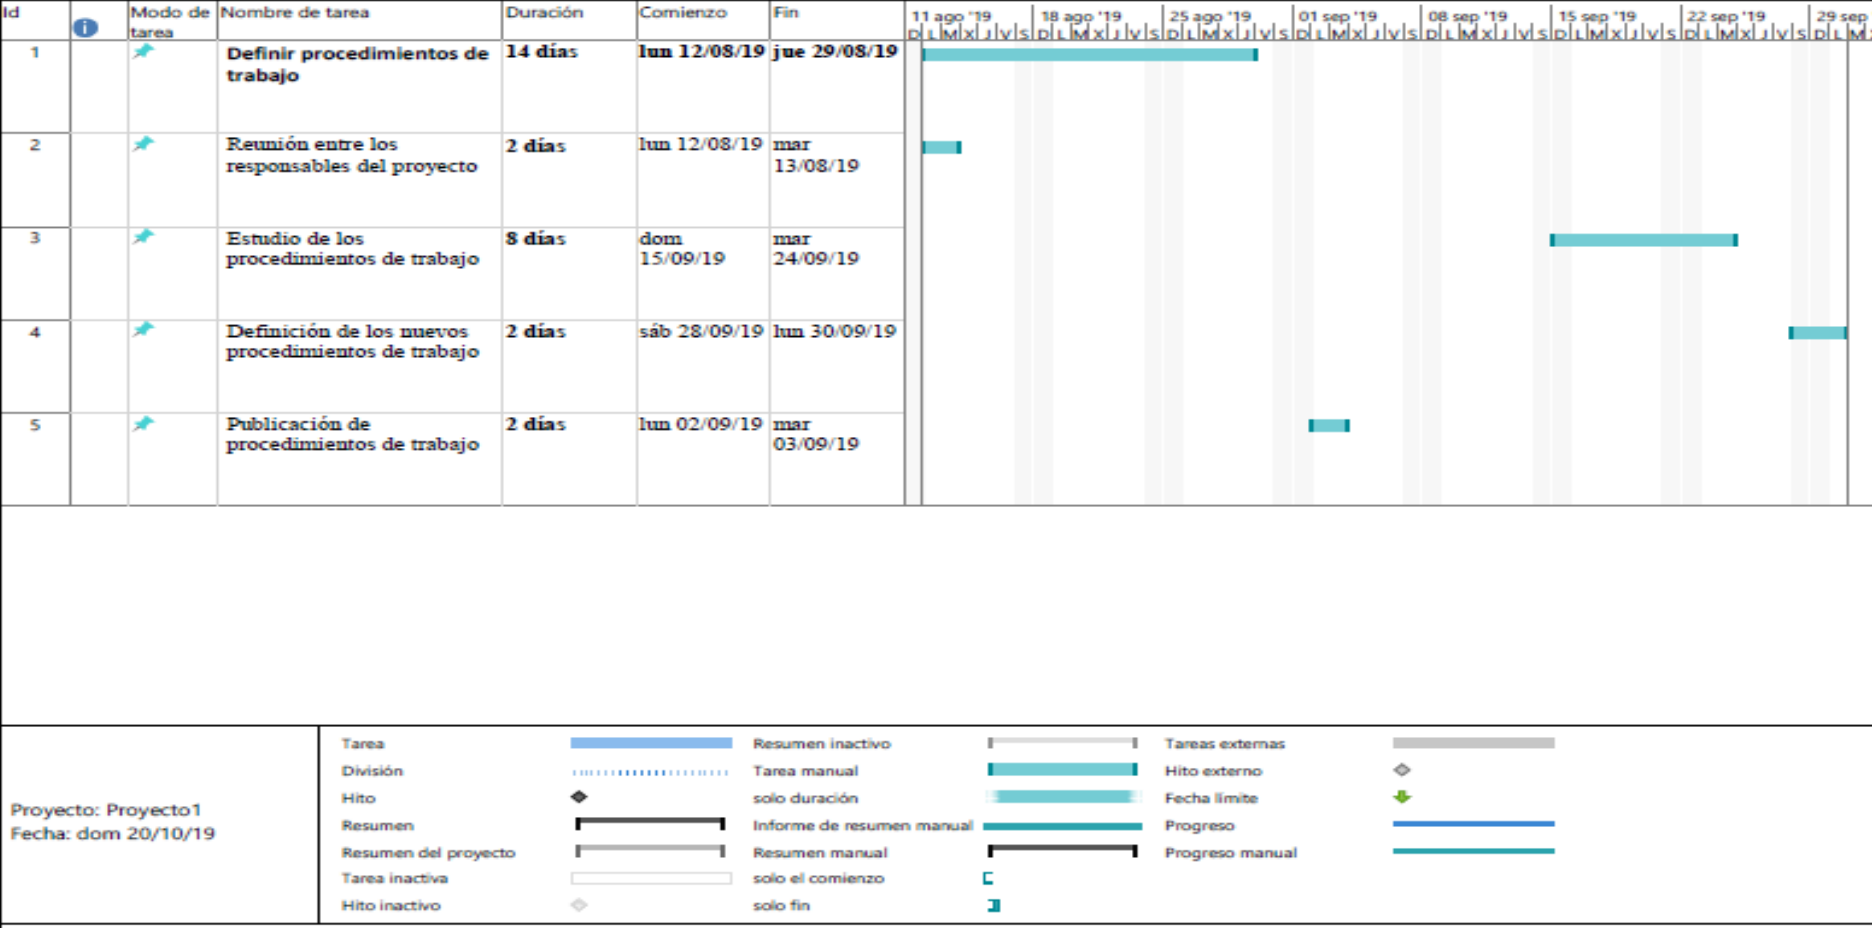 Id
Modo de
tarea
Nombre de tarea
Duración
Comienzo
Fin
11 ago '19
18 ago '19
25 ago '19
01 sep '19
08 sep '19
15 sep '19
22 sep '19
29 sep
D L M X J V S D L M X J V S D L M X J V S D L M X J V S D L M X J V S D L M X J V S D L M X J V S D L M
1
Definir procedimientos de
trabajo
14 días
lun 12/08/19
jue 29/08/19
2
Reunión entre los
responsables del proyecto
2 días
lun 12/08/19
mar
13/08/19
3
Estudio de los
procedimientos de trabajo
8 días
dom
15/09/19
mar
24/09/19
4
Definición de los nuevos
procedimientos de trabajo
2 días
sáb 28/09/19
lun 30/09/19
5
Publicación de
procedimientos de trabajo
2 días
lun 02/09/19
mar
03/09/19
Proyecto: Proyecto1
Fecha: dom 20/10/19
Tarea
División
Hito
Resumen
Resumen del proyecto
Tarea inactiva
Hito inactivo
Resumen inactivo
Tarea manual
solo duración
Informe de resumen manual
Resumen manual
solo el comienzo
solo fin
Tareas externas
Hito externo
Fecha límite
Progreso
Progreso manual